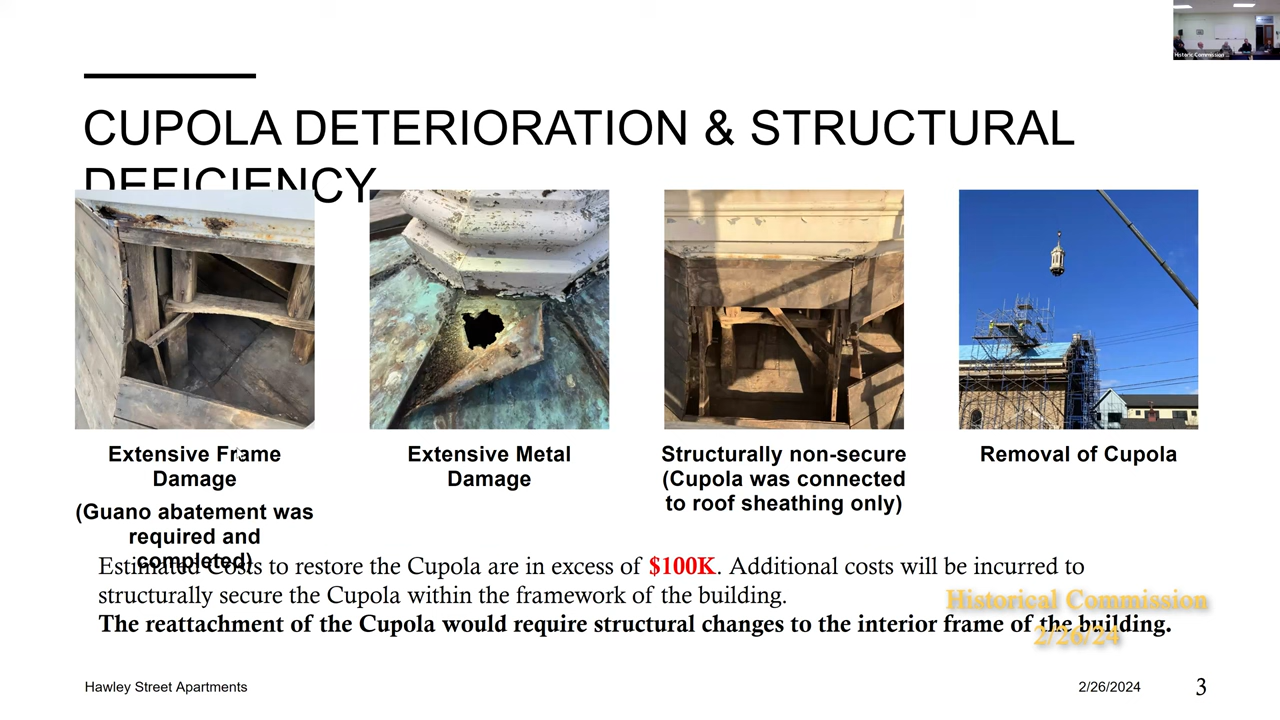 Historic Commission
CUPOLA DETERIORATION & STRUCTURAL
DEFICIENCY
Extensive Frame
Damage
(Guano abatement was
required and
completed)
Extensive Metal
Damage
Structurally non-secure
(Cupola was connected
to roof sheathing only)
Removal of Cupola
Estimated Costs to restore the Cupola are in excess of $100K. Additional costs will be incurred to
structurally secure the Cupola within the framework of the building.
The reattachment of the Cupola would require structural changes to the interior frame of the building.
Historical Commission
2/26/24
Hawley Street Apartments
2/26/2024
3